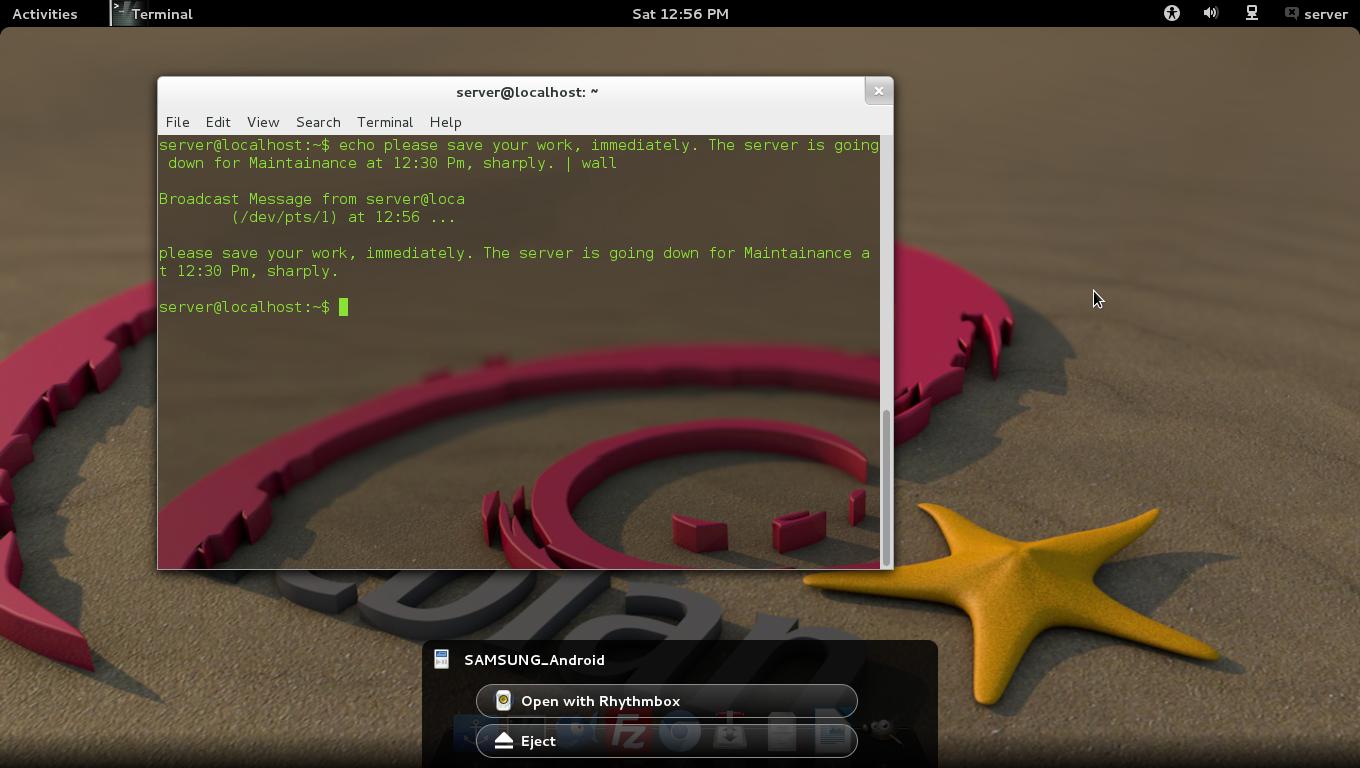 Activities
Terminal
Sat 12:56 PM
server
server@localhost: ~
File Edit View Search Terminal Help
server@localhost:~$ echo please save your work, immediately. The server is going
 down for Maintainance at 12:30 Pm, sharply. | wall
Broadcast Message from server@loca
        (/dev/pts/1) at 12:56 ...
please save your work, immediately. The server is going down for Maintainance a
t 12:30 Pm, sharply.
server@localhost:~$
SAMSUNG_Android
Open with Rhythmbox
FZ
Eject